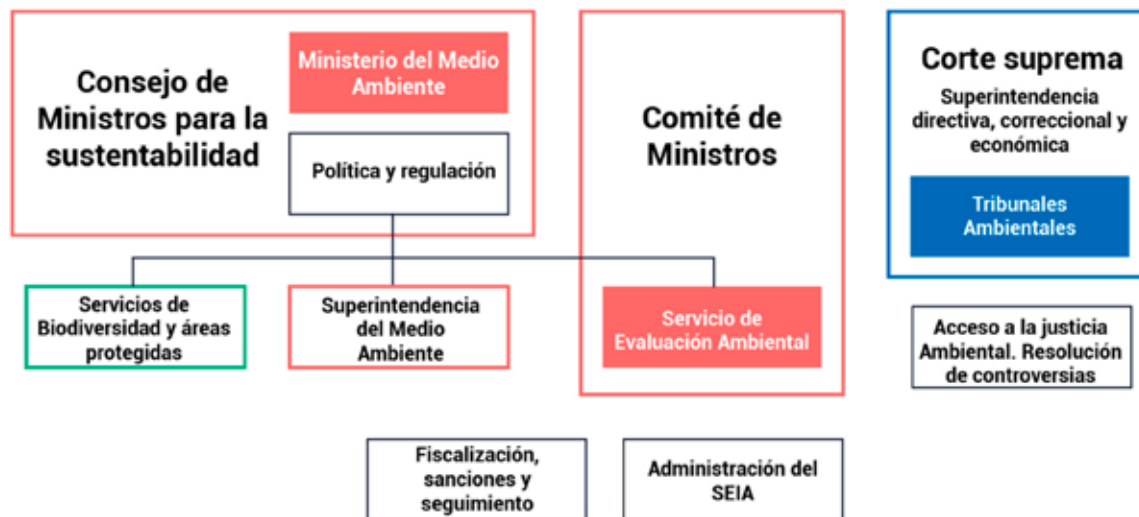 Consejo de
Ministros para la
sustentabilidad
Ministerio del Medio
Ambiente
Política y regulación
Comité de
Ministros
Corte suprema
Superintendencia
directiva, correccional y
económica
Tribunales
Ambientales
Servicios de
Biodiversidad y áreas
protegidas
Superintendencia
del Medio
Ambiente
Servicio de
Evaluación Ambiental
Acceso a la justicia
Ambiental. Resolución
de controversias
Fiscalización,
sanciones y
seguimiento
Administración del
SEIA